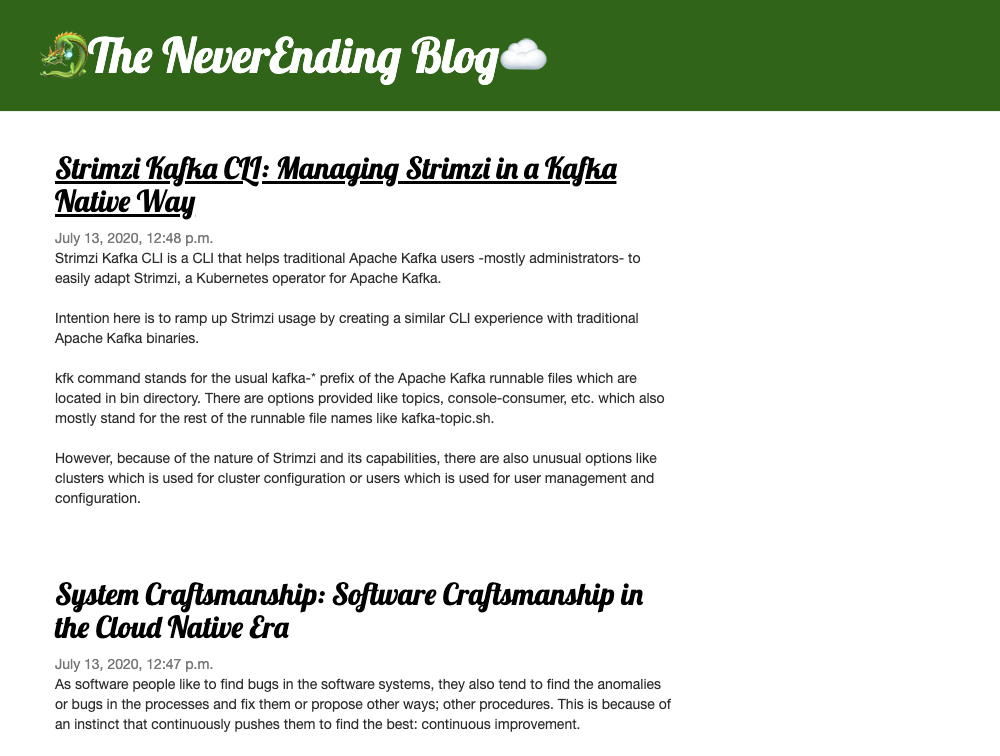 The NeverEnding Blog
Strimzi Kafka CLI: Managing Strimzi in a Kafka
Native Way
July 13, 2020, 12:48 p.m.
Strimzi Kafka CLI is a CLI that helps traditional Apache Kafka users -mostly administrators- to
easily adapt Strimzi, a Kubernetes operator for Apache Kafka.
Intention here is to ramp up Strimzi usage by creating a similar CLI experience with traditional
Apache Kafka binaries.
kfk command stands for the usual kafka-* prefix of the Apache Kafka runnable files which are
located in bin directory. There are options provided like topics, console-consumer, etc. which also
mostly stand for the rest of the runnable file names like kafka-topic.sh.
However, because of the nature of Strimzi and its capabilities, there are also unusual options like
clusters which is used for cluster configuration or users which is used for user management and
configuration.
System Craftsmanship: Software Craftsmanship in
the Cloud Native Era
July 13, 2020, 12:47 p.m.
As software people like to find bugs in the software systems, they also tend to find the anomalies
or bugs in the processes and fix them or propose other ways; other procedures. This is because of
an instinct that continuously pushes them to find the best: continuous improvement.